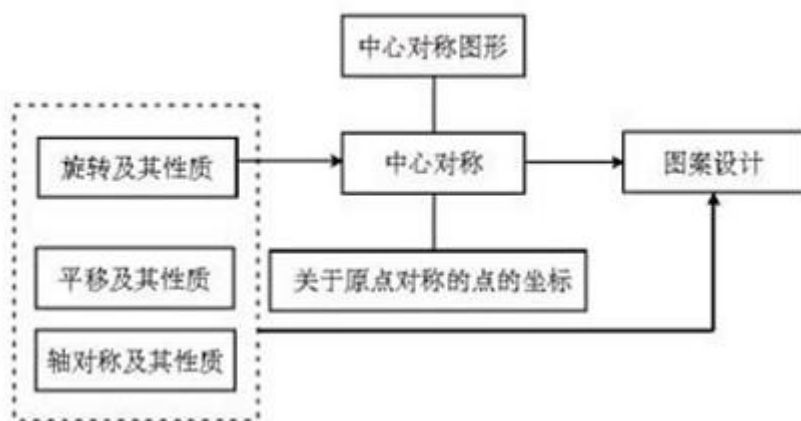 中心对称图形
旋转及其性质
中心对称
图案设计
平移及其性质
关于原点对称的点的坐标
轴对称及其性质